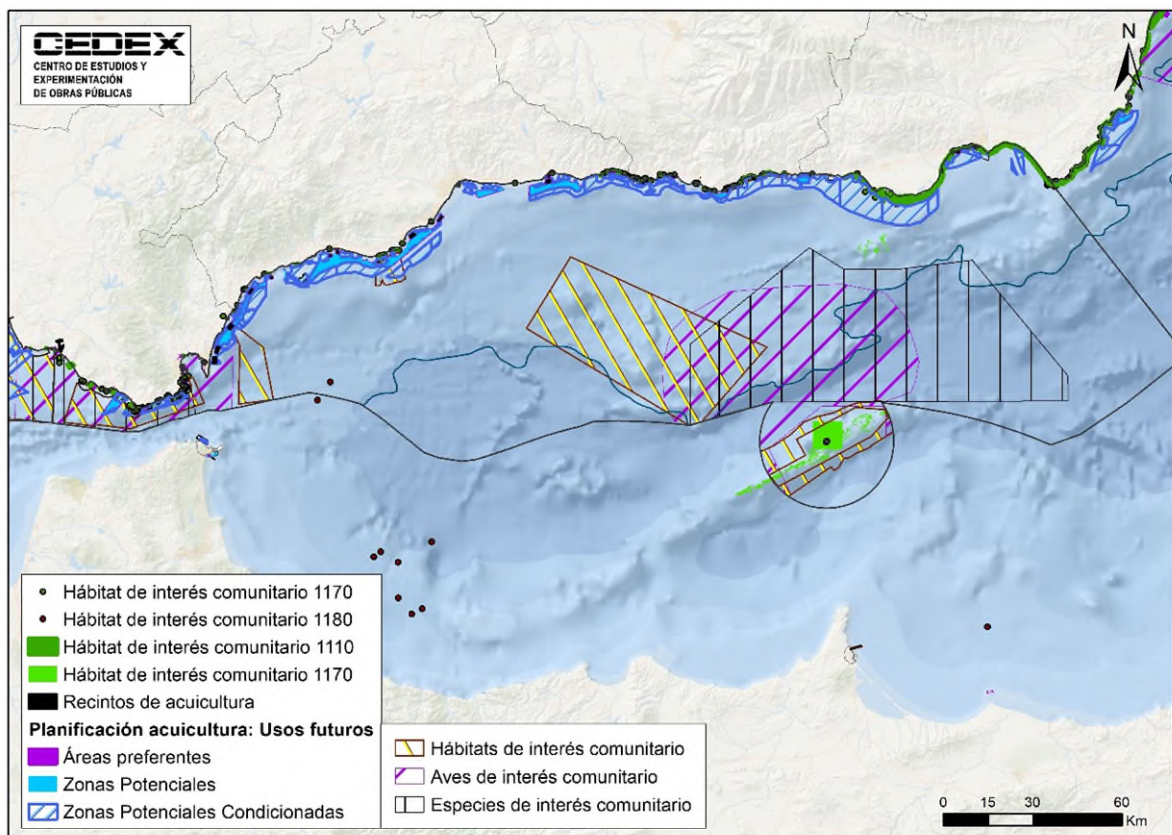 CEDEX
CENTRO DE ESTUDIOS Y
EXPERIMENTACIÓN
DE OBRAS PÚBLICAS
N
Hábitat de interés comunitario 1170
Hábitat de interés comunitario 1180
Hábitat de interés comunitario 1110
Hábitat de interés comunitario 1170
Recintos de acuicultura
Planificación acuicultura: Usos futuros
Áreas preferentes
Zonas Potenciales
Zonas Potenciales Condicionadas
Hábitats de interés comunitario
Aves de interés comunitario
Especies de interés comunitario
0 15 30 60
Km